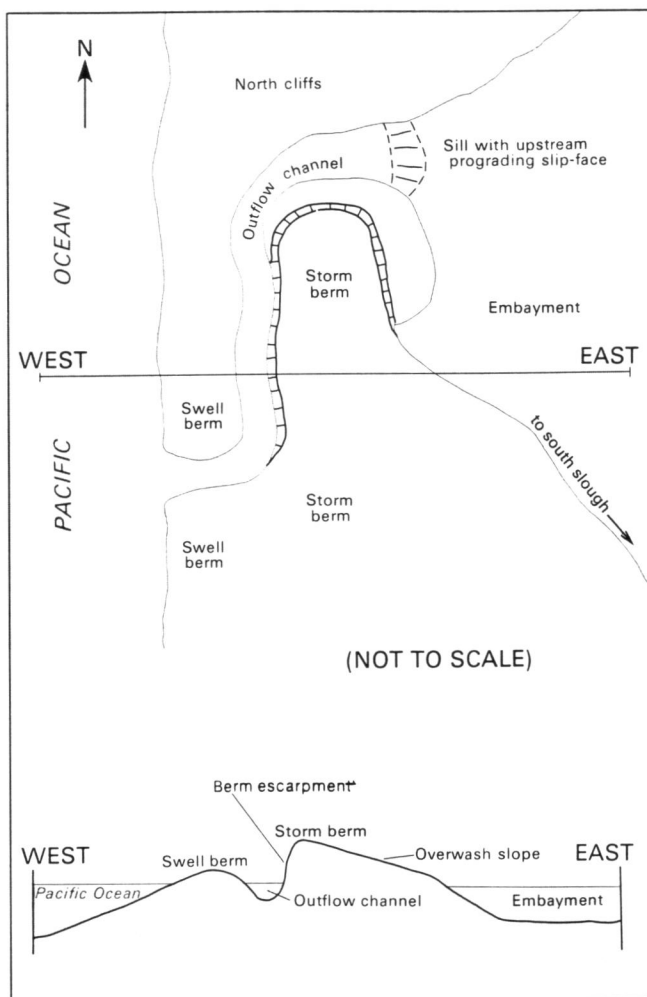 N
North cliffs
Sill with upstream
prograding slip-face
Outflow channel
OCEAN
Storm
berm
Embayment
WEST
EAST
Swell
berm
PACIFIC
to south slough
Storm
berm
Swell
berm
(NOT TO SCALE)
Berm escarpment
Storm berm
WEST
Swell berm
Overwash slope
EAST
Pacific Ocean
Outflow channel
Embayment